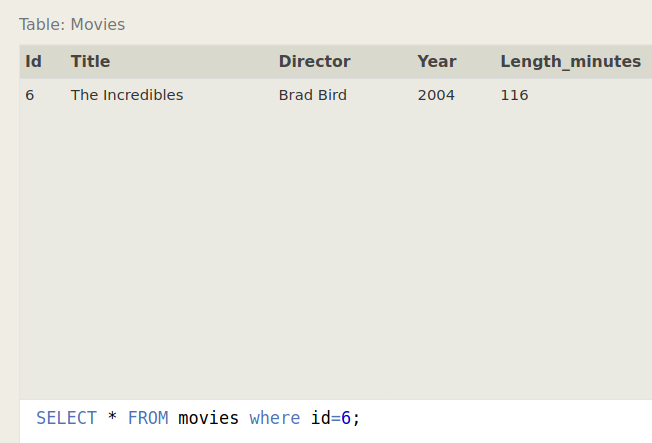 Table: Movies
Id Title Director Year Length_minutes
6 The Incredibles Brad Bird 2004 116
SELECT * FROM movies where id=6;